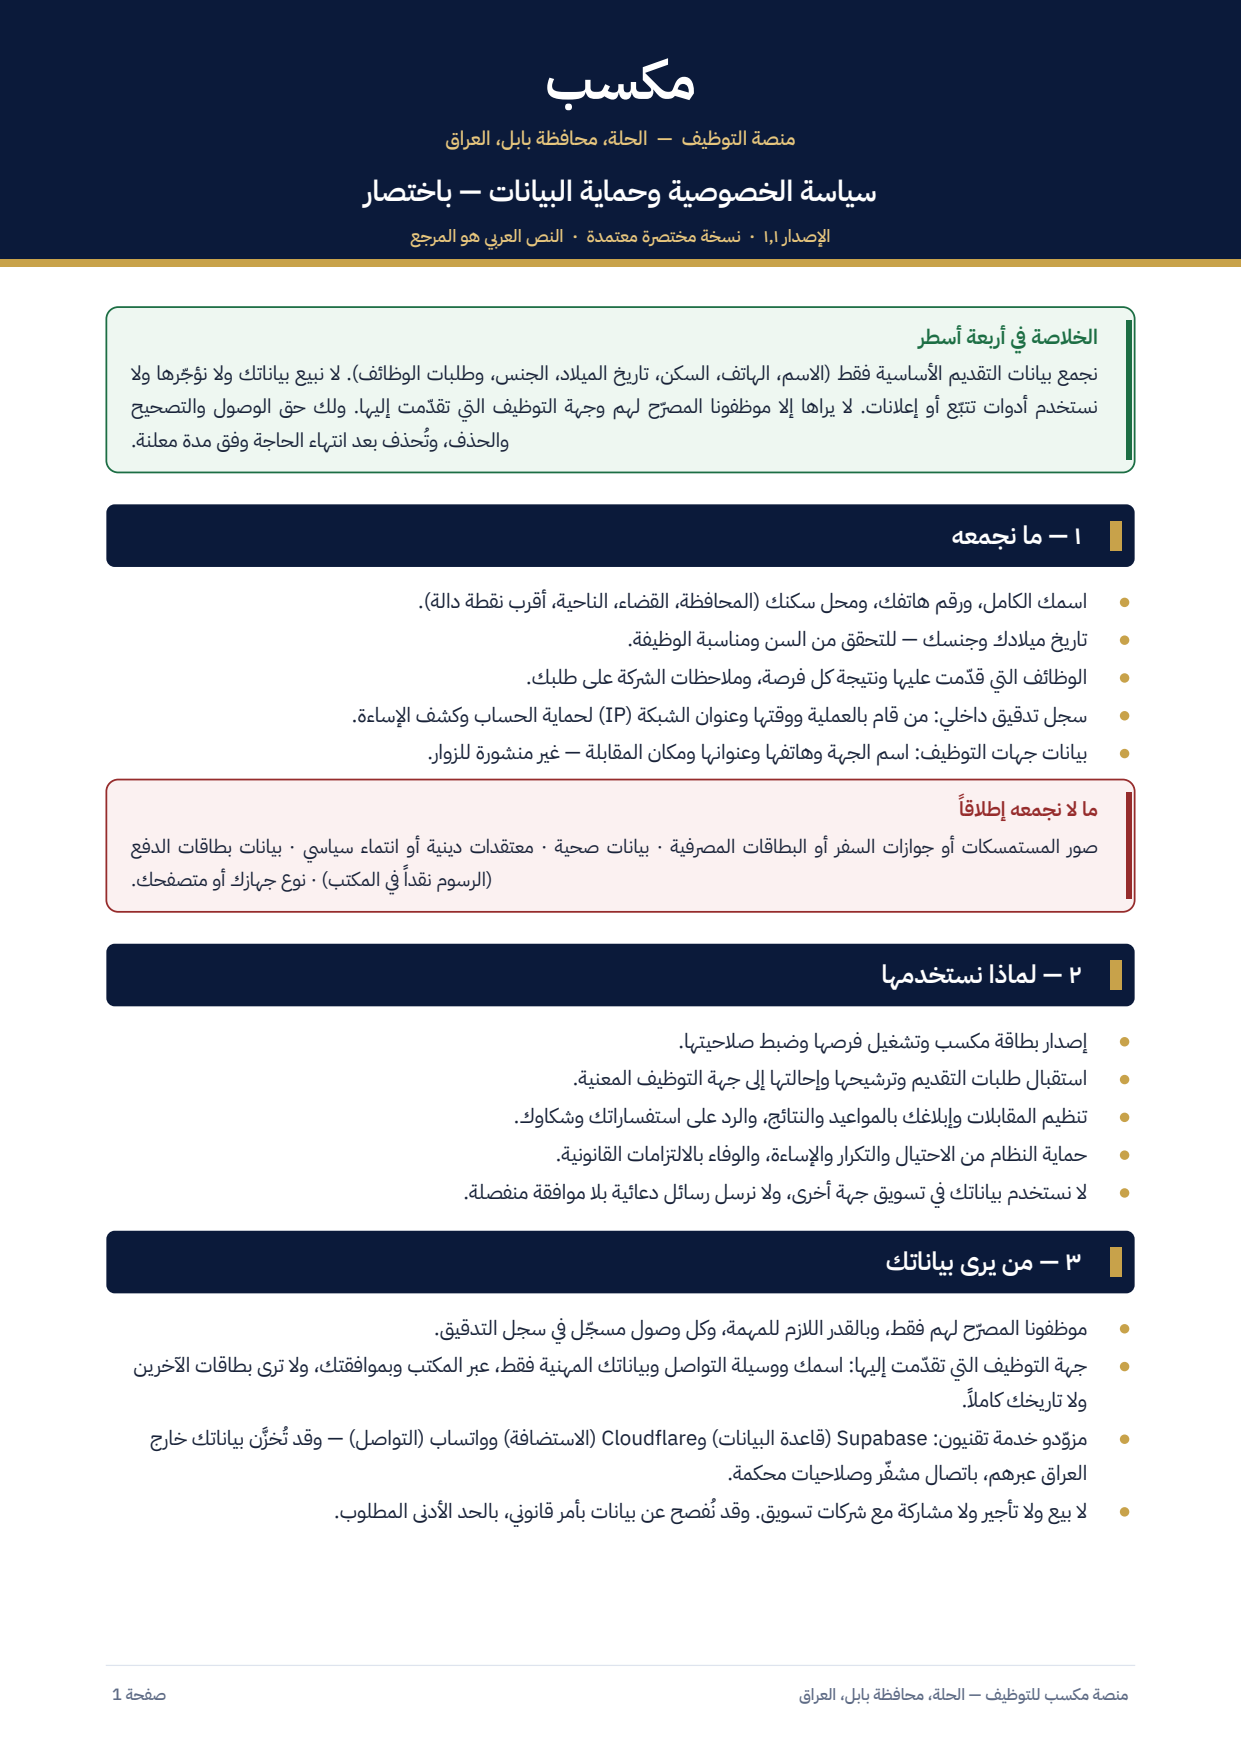 مكسب
منصة التوظيف — الحلة، محافظة بابل، العراق
سياسة الخصوصية وحماية البيانات — باختصار
الإصدار ١,١ · نسخة مختصرة معتمدة · النص العربي هو المرجع
الخلاصة في أربعة أسطر
نجمع بيانات التقديم الأساسية فقط (الاسم، الهاتف، السكن، تاريخ الميلاد، الجنس، وطلبات الوظائف). لا نبيع بياناتك ولا نؤجّرها ولا
نستخدم أدوات تتبّع أو إعلانات. لا يراها إلا موظفونا المصرّح لهم وجهة التوظيف التي تقدّمت إليها. ولك حق الوصول والتصحيح
والحذف، وتُحذف بعد انتهاء الحاجة وفق مدة معلنة.
١ — ما نجمعه
اسمك الكامل، ورقم هاتفك، ومحل سكنك (المحافظة، القضاء، الناحية، أقرب نقطة دالة).
تاريخ ميلادك وجنسك — للتحقق من السن ومناسبة الوظيفة.
الوظائف التي قدّمت عليها ونتيجة كل فرصة، وملاحظات الشركة على طلبك.
سجل تدقيق داخلي: من قام بالعملية ووقتها وعنوان الشبكة (IP) لحماية الحساب وكشف الإساءة.
بيانات جهات التوظيف: اسم الجهة وهاتفها وعنوانها ومكان المقابلة — غير منشورة للزوار.
ما لا نجمعه إطلاقاً
صور المستمسكات أو جوازات السفر أو البطاقات المصرفية · بيانات صحية · معتقدات دينية أو انتماء سياسي · بيانات بطاقات الدفع
(الرسوم نقداً في المكتب) · نوع جهازك أو متصفحك.
٢ — لماذا نستخدمها
إصدار بطاقة مكسب وتشغيل فرصها وضبط صلاحيتها.
استقبال طلبات التقديم وترشيحها وإحالتها إلى جهة التوظيف المعنية.
تنظيم المقابلات وإبلاغك بالمواعيد والنتائج، والرد على استفساراتك وشكاوك.
حماية النظام من الاحتيال والتكرار والإساءة، والوفاء بالالتزامات القانونية.
لا نستخدم بياناتك في تسويق جهة أخرى، ولا نرسل رسائل دعائية بلا موافقة منفصلة.
٣ — من يرى بياناتك
موظفونا المصرّح لهم فقط، وبالقدر اللازم للمهمة، وكل وصول مسجّل في سجل التدقيق.
جهة التوظيف التي تقدّمت إليها: اسمك ووسيلة التواصل وبياناتك المهنية فقط، عبر المكتب وبموافقتك، ولا ترى بطاقات الآخرين
ولا تاريخك كاملاً.
مزوّدو خدمة تقنيون: Supabase (قاعدة البيانات) وCloudflare (الاستضافة) وواتساب (التواصل) — وقد تُخزَّن بياناتك خارج
العراق عبرهم، باتصال مشفّر وصلاحيات محكمة.
لا بيع ولا تأجير ولا مشاركة مع شركات تسويق. وقد نُفصح عن بيانات بأمر قانوني، بالحد الأدنى المطلوب.
منصة مكسب للتوظيف — الحلة، محافظة بابل، العراق
صفحة 1